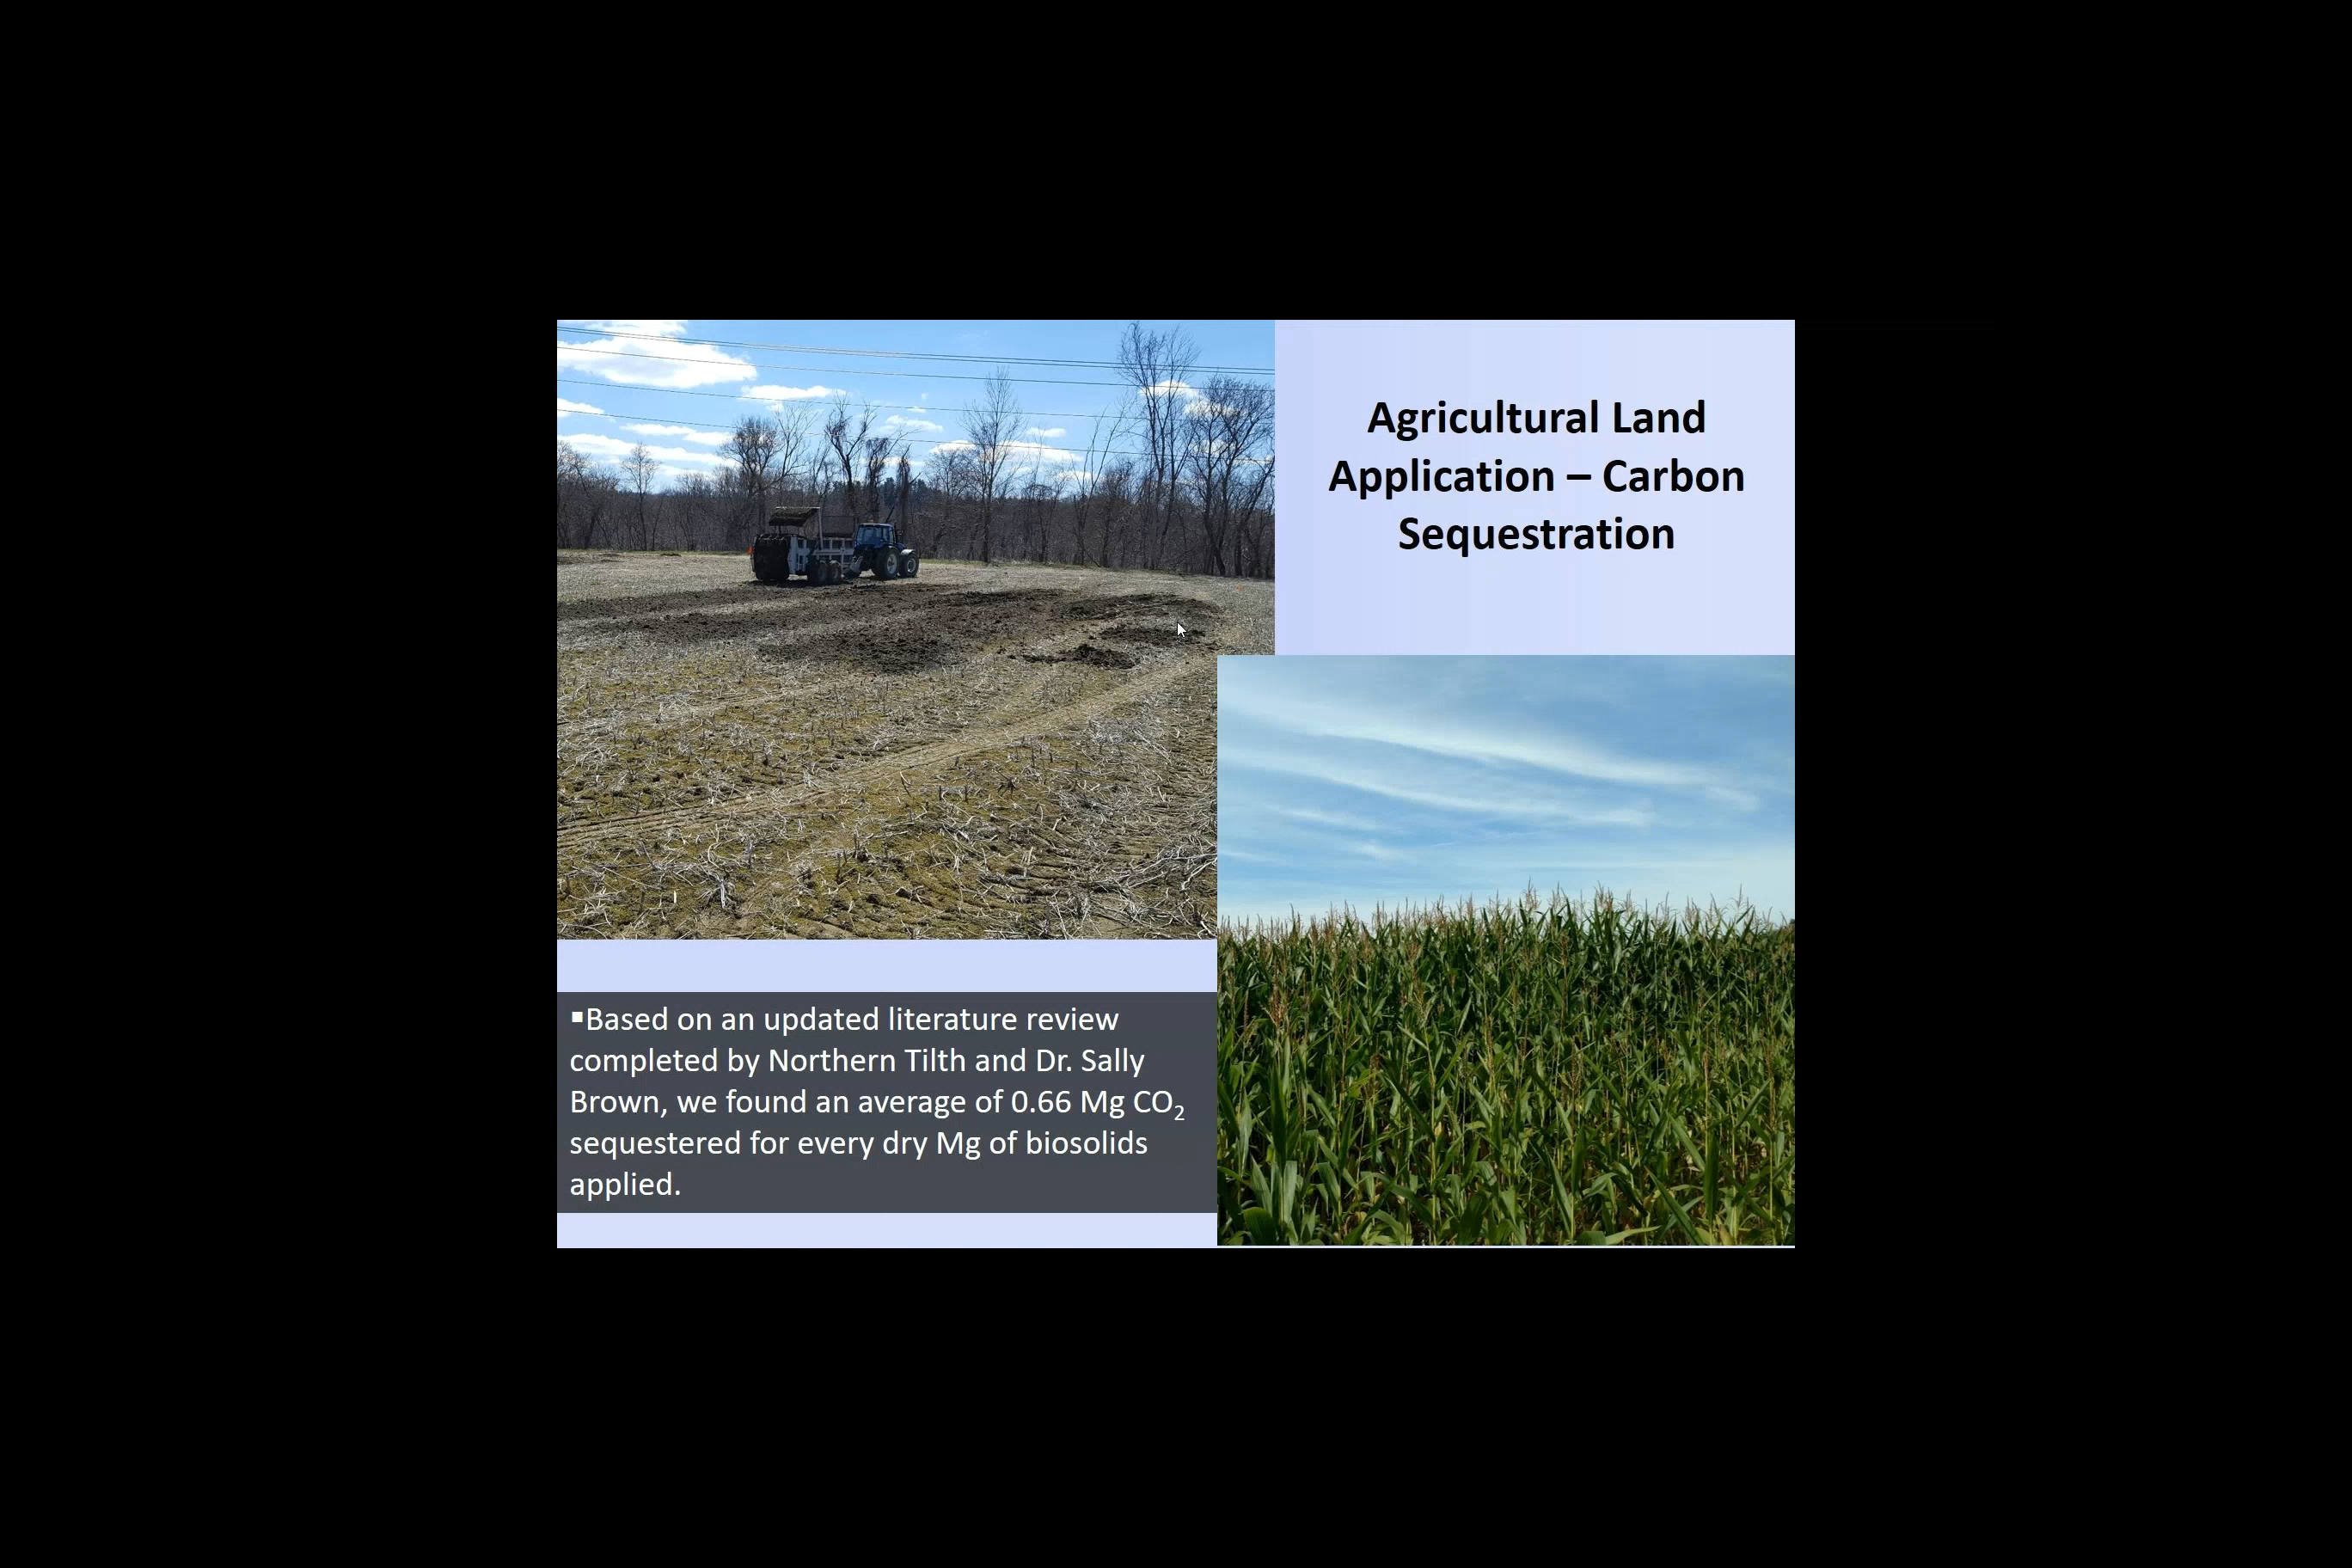 Agricultural Land
Application – Carbon
Sequestration
▪Based on an updated literature review
completed by Northern Tilth and Dr. Sally
Brown, we found an average of 0.66 Mg CO₂
sequestered for every dry Mg of biosolids
applied.